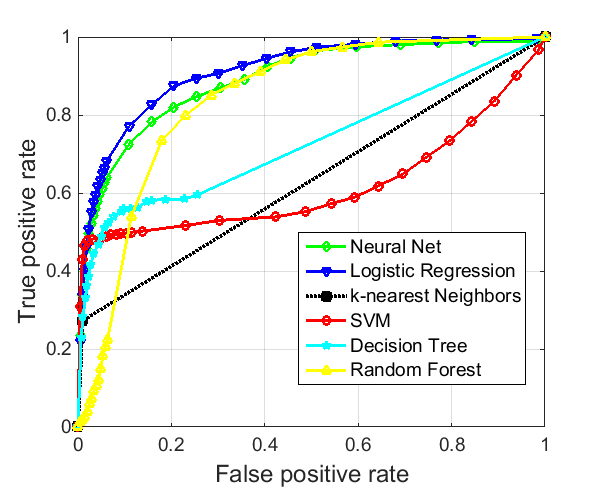 1
0.8
0.6
0.4
0.2
0
0 0.2 0.4 0.6 0.8 1
True positive rate
False positive rate
Neural Net
Logistic Regression
k-nearest Neighbors
SVM
Decision Tree
Random Forest